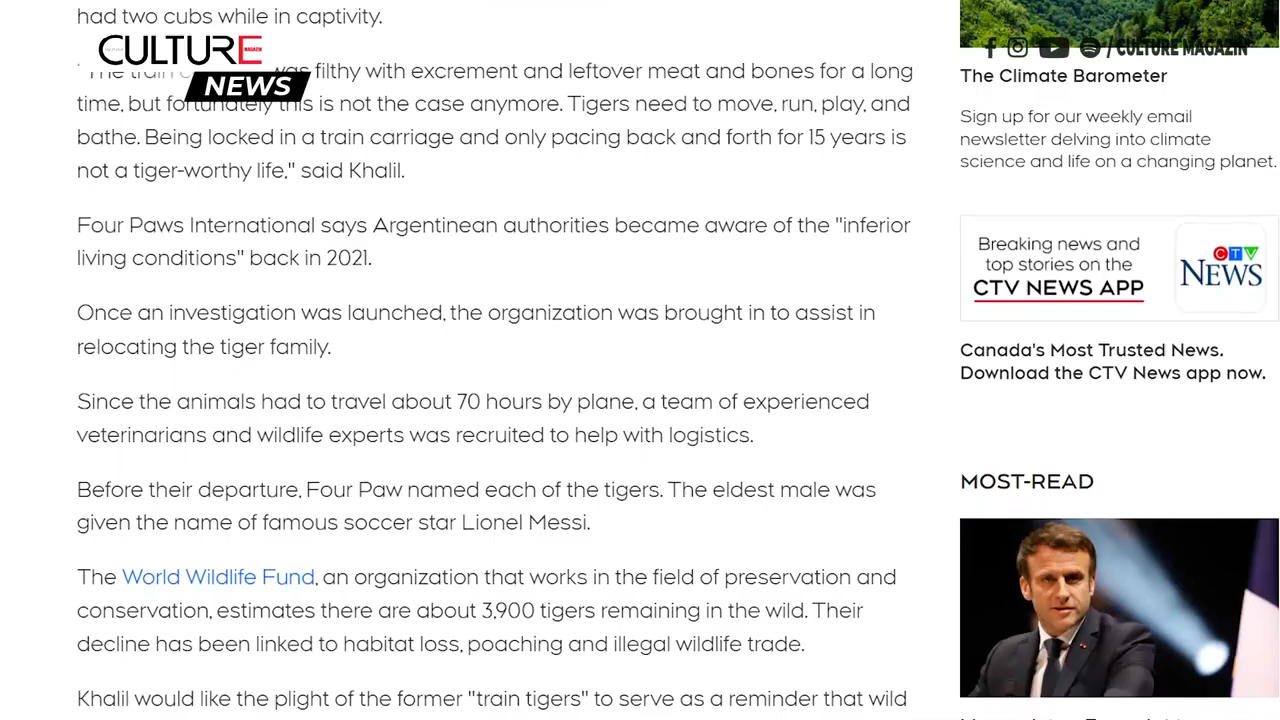 had two cubs while in captivity.
CULTURE
MAGAZIN
NEWS
"The train was filthy with excrement and leftover meat and bones for a long
time, but fortunately this is not the case anymore. Tigers need to move, run, play, and
bathe. Being locked in a train carriage and only pacing back and forth for 15 years is
not a tiger-worthy life," said Khalil.
Four Paws International says Argentinean authorities became aware of the "inferior
living conditions" back in 2021.
Once an investigation was launched, the organization was brought in to assist in
relocating the tiger family.
Since the animals had to travel about 70 hours by plane, a team of experienced
veterinarians and wildlife experts was recruited to help with logistics.
Before their departure, Four Paw named each of the tigers. The eldest male was
given the name of famous soccer star Lionel Messi.
The World Wildlife Fund, an organization that works in the field of preservation and
conservation, estimates there are about 3,900 tigers remaining in the wild. Their
decline has been linked to habitat loss, poaching and illegal wildlife trade.
Khalil would like the plight of the former "train tigers" to serve as a reminder that wild
/ CULTURE MAGAZIN
The Climate Barometer
Sign up for our weekly email
newsletter delving into climate
science and life on a changing planet.
Breaking news and
top stories on the
CTV NEWS APP
CTV
NEWS
Canada's Most Trusted News.
Download the CTV News app now.
MOST-READ